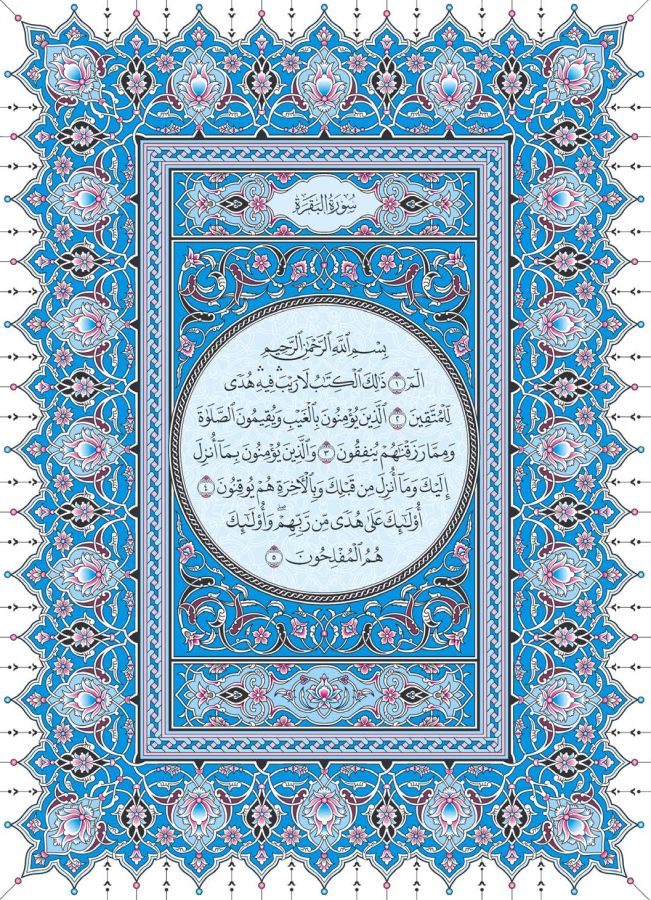 سُورَةُ البَقَرَةِ
بِسْمِ ٱللَّهِ ٱلرَّحْمَٰنِ ٱلرَّحِيمِ
الٓمٓ ١ ذَٰلِكَ ٱلْكِتَٰبُ لَا رَيْبَ ۛ فِيهِ ۛ هُدًى
لِّلْمُتَّقِينَ ٢ ٱلَّذِينَ يُؤْمِنُونَ بِٱلْغَيْبِ وَيُقِيمُونَ ٱلصَّلَوٰةَ
وَمِمَّا رَزَقْنَٰهُمْ يُنفِقُونَ ٣ وَٱلَّذِينَ يُؤْمِنُونَ بِمَآ أُنزِلَ
إِلَيْكَ وَمَآ أُنزِلَ مِن قَبْلِكَ وَبِٱلْأَخِرَةِ هُمْ يُوقِنُونَ ٤
أُو۟لَٰٓئِكَ عَلَىٰ هُدًى مِّن رَّبِّهِمْ ۖ وَأُو۟لَٰٓئِكَ
هُمُ ٱلْمُفْلِحُونَ ٥